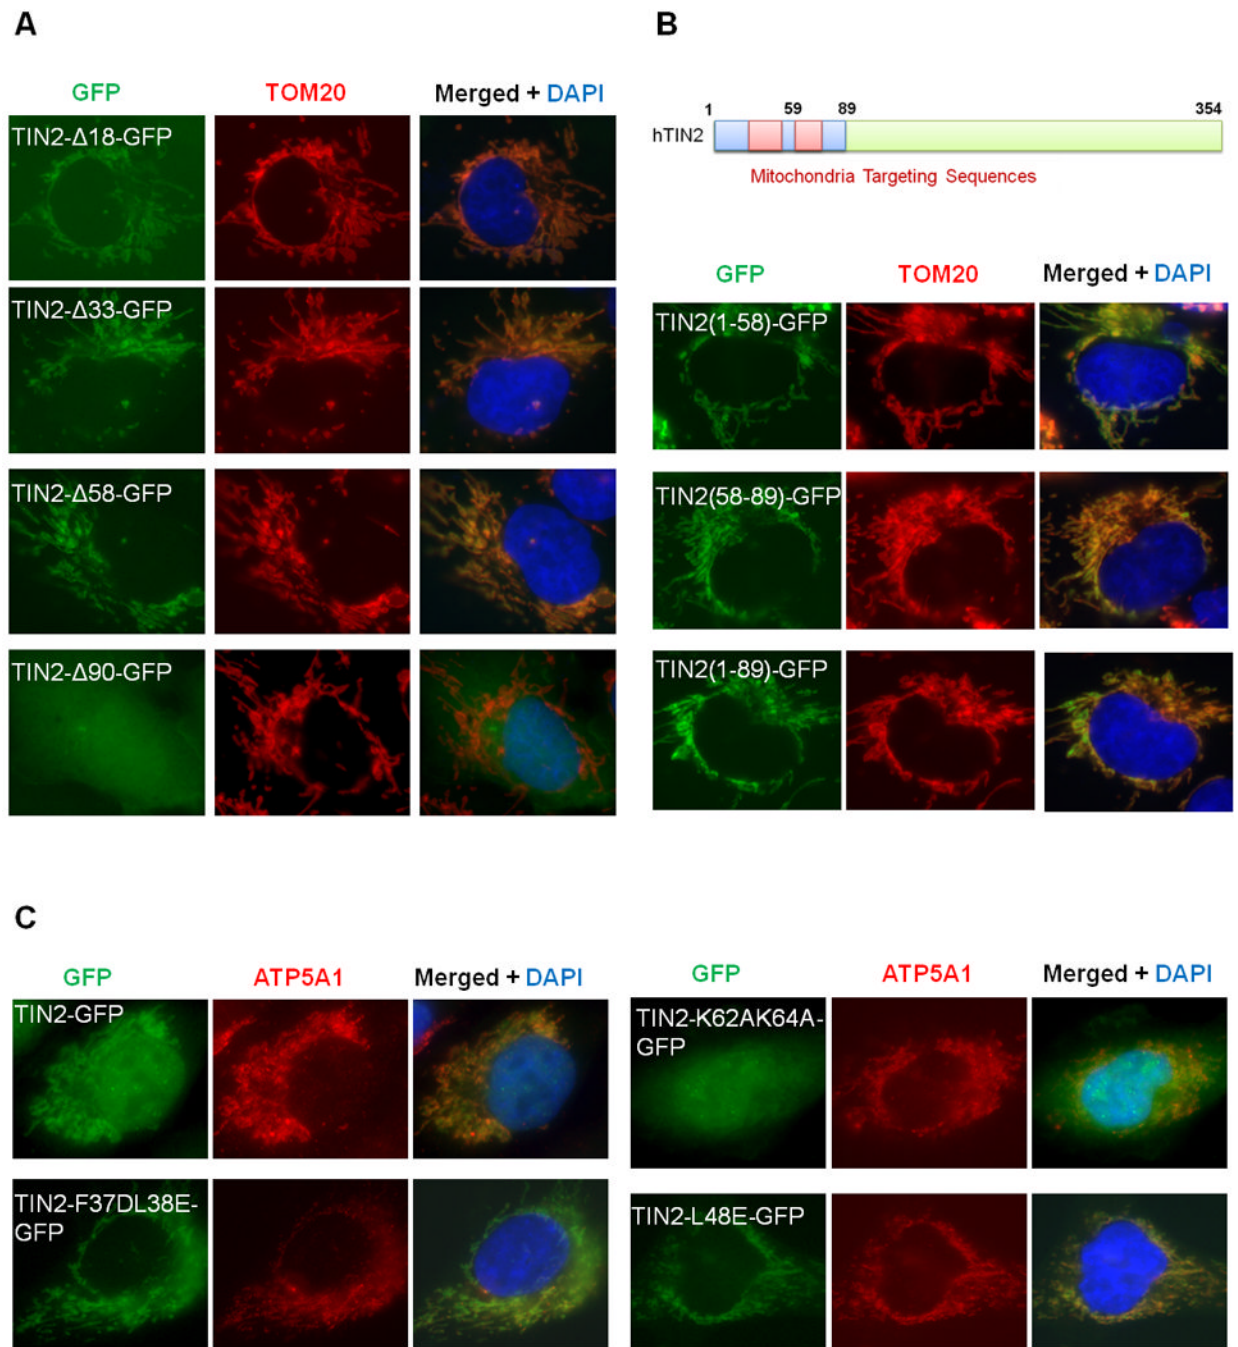 A
GFP TOM20 Merged + DAPI
TIN2-Δ18-GFP
TIN2-Δ33-GFP
TIN2-Δ58-GFP
TIN2-Δ90-GFP
B
1 59 89 354
hTIN2
Mitochondria Targeting Sequences
GFP TOM20 Merged + DAPI
TIN2(1-58)-GFP
TIN2(58-89)-GFP
TIN2(1-89)-GFP
C
GFP ATP5A1 Merged + DAPI
TIN2-GFP
TIN2-F37DL38E-
GFP
GFP ATP5A1 Merged + DAPI
TIN2-K62AK64A-
GFP
TIN2-L48E-GFP